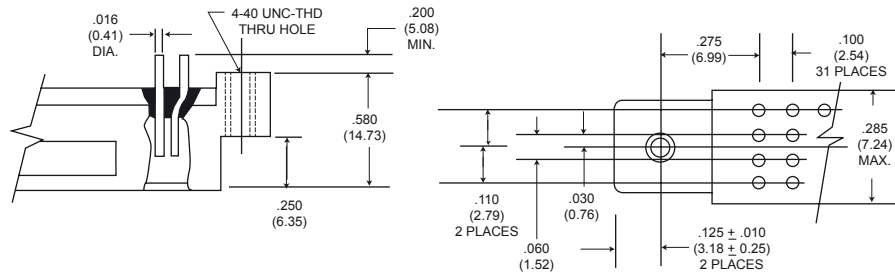 .016
(0.41)
DIA.
4-40 UNC-THD
THRU HOLE
.200
(5.08)
MIN.
.580
(14.73)
.250
(6.35)
.275
(6.99)
.100
(2.54)
31 PLACES
.285
(7.24)
MAX.
.110
(2.79)
2 PLACES
.030
(0.76)
.060
(1.52)
.125 ± .010
(3.18 ± 0.25)
2 PLACES